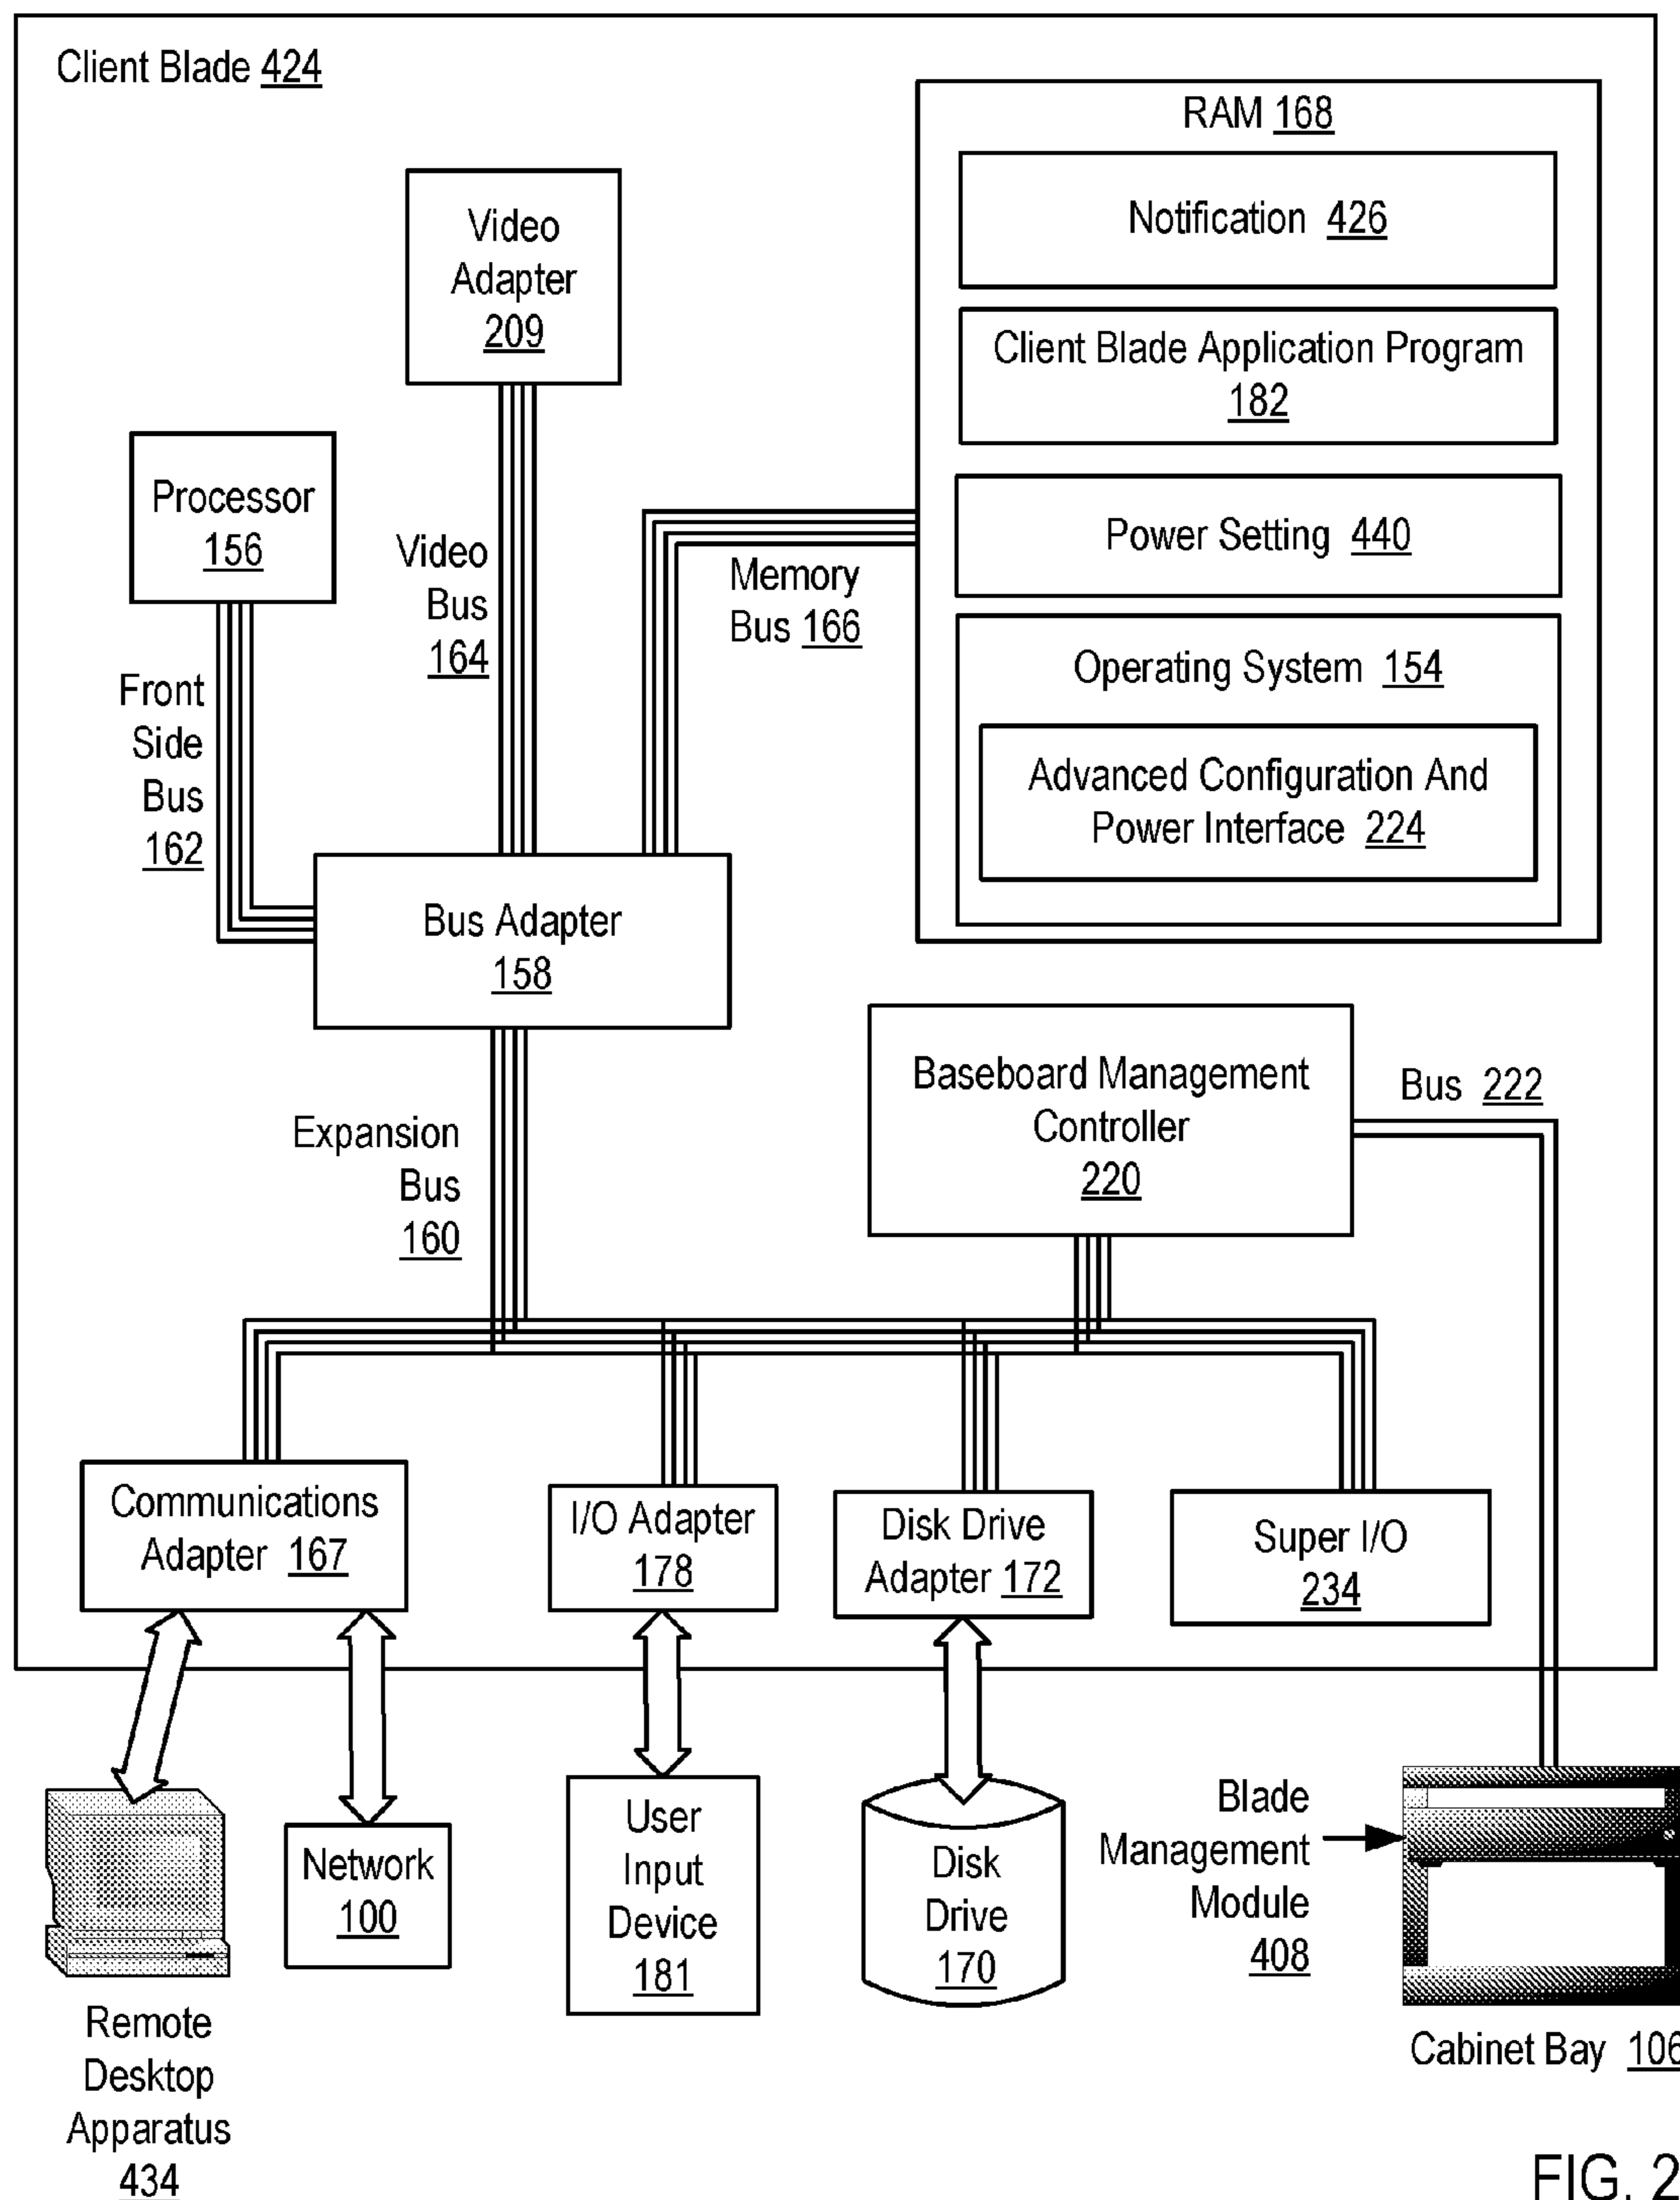 Client Blade 424
RAM 168
Notification 426
Client Blade Application Program
182
Power Setting 440
Operating System 154
Advanced Configuration And
Power Interface 224
Video
Adapter
209
Processor
156
Video
Bus
164
Memory
Bus 166
Front
Side
Bus
162
Bus Adapter
158
Baseboard Management
Controller
220
Bus 222
Expansion
Bus
160
Communications
Adapter 167
I/O Adapter
178
Disk Drive
Adapter 172
Super I/O
234
Remote
Desktop
Apparatus
434
Network
100
User
Input
Device
181
Disk
Drive
170
Blade
Management
Module
408
Cabinet Bay 106
FIG. 2